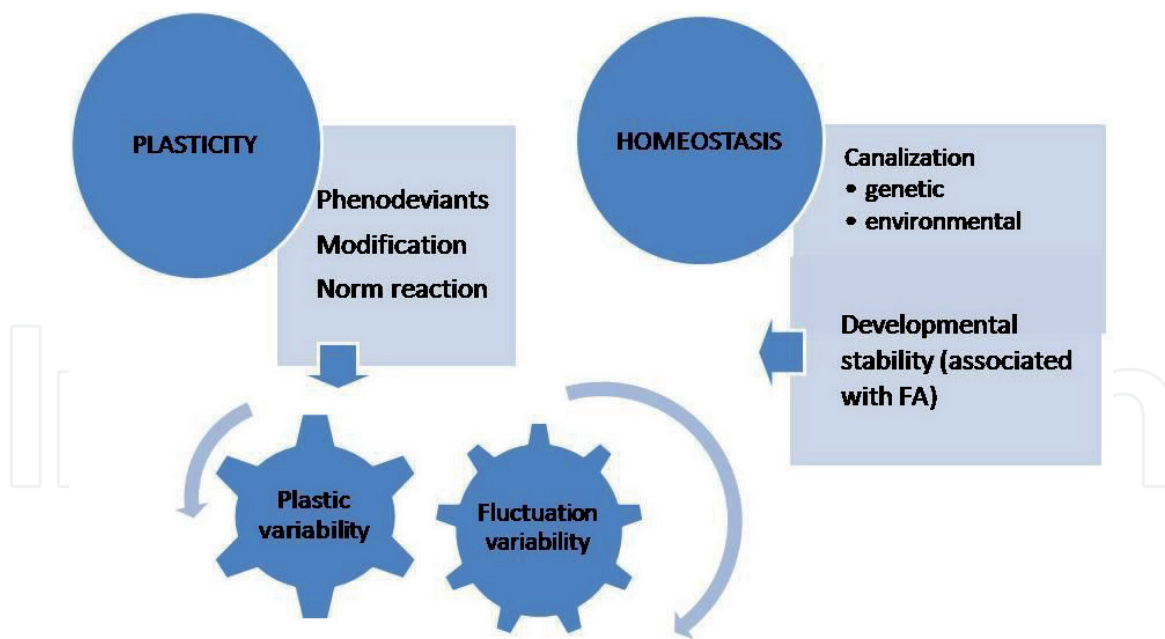 PLASTICITY
Phenodeviants
Modification
Norm reaction
HOMEOSTASIS
Canalization
• genetic
• environmental
Developmental
stability (associated
with FA)
Plastic
variability
Fluctuation
variability